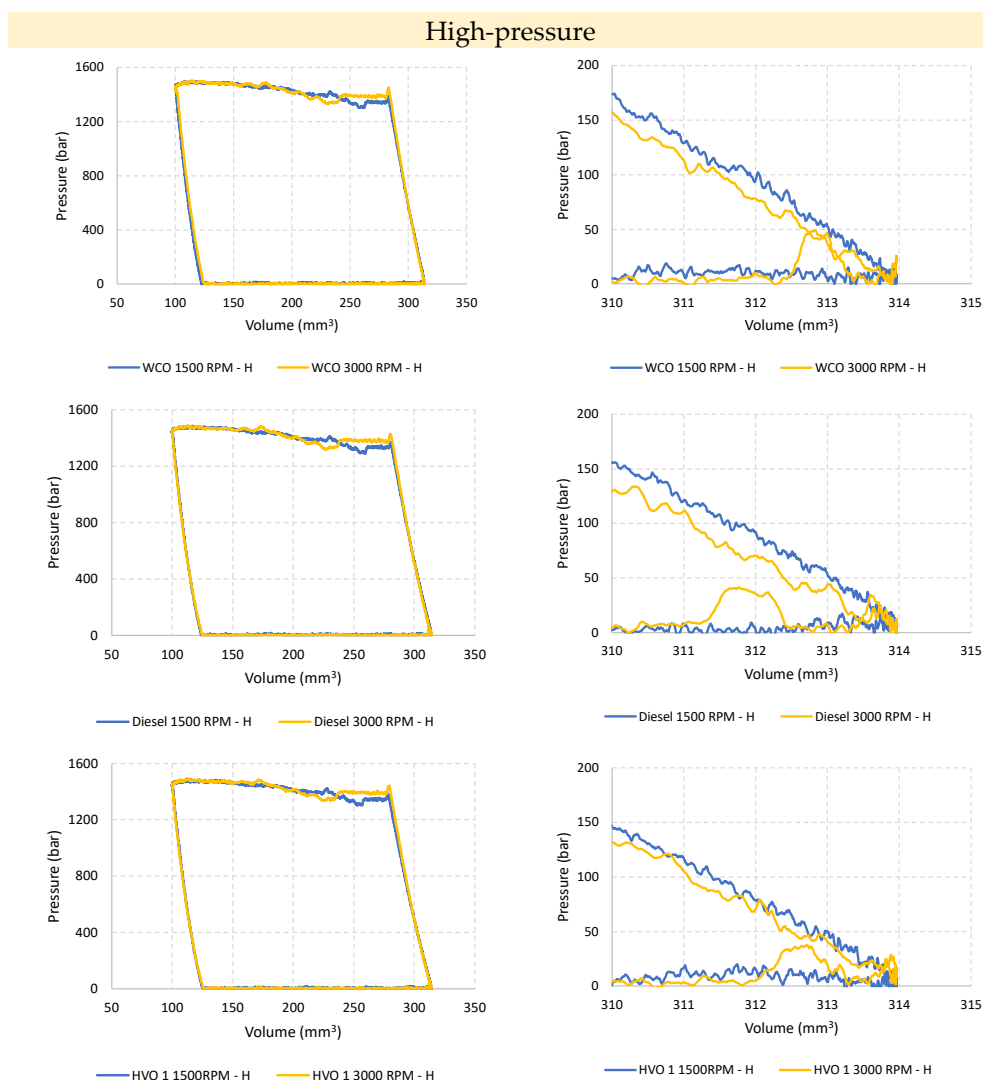 High-pressure
1600
1200
800
400
0
Pressure (bar)
50 100 150 200 250 300 350
Volume (mm³)
WCO 1500 RPM - H WCO 3000 RPM - H
200
150
100
50
0
Pressure (bar)
310 311 312 313 314 315
Volume (mm³)
WCO 1500 RPM - H WCO 3000 RPM - H
1600
1200
800
400
0
Pressure (bar)
50 100 150 200 250 300 350
Volume (mm³)
Diesel 1500 RPM - H Diesel 3000 RPM - H
200
150
100
50
0
Pressure (bar)
310 311 312 313 314 315
Volume (mm³)
Diesel 1500 RPM - H Diesel 3000 RPM - H
1600
1200
800
400
0
Pressure (bar)
50 100 150 200 250 300 350
Volume (mm³)
HVO 1 1500RPM - H HVO 1 3000 RPM - H
200
150
100
50
0
Pressure (bar)
310 311 312 313 314 315
Volume (mm³)
HVO 1 1500RPM - H HVO 1 3000 RPM - H